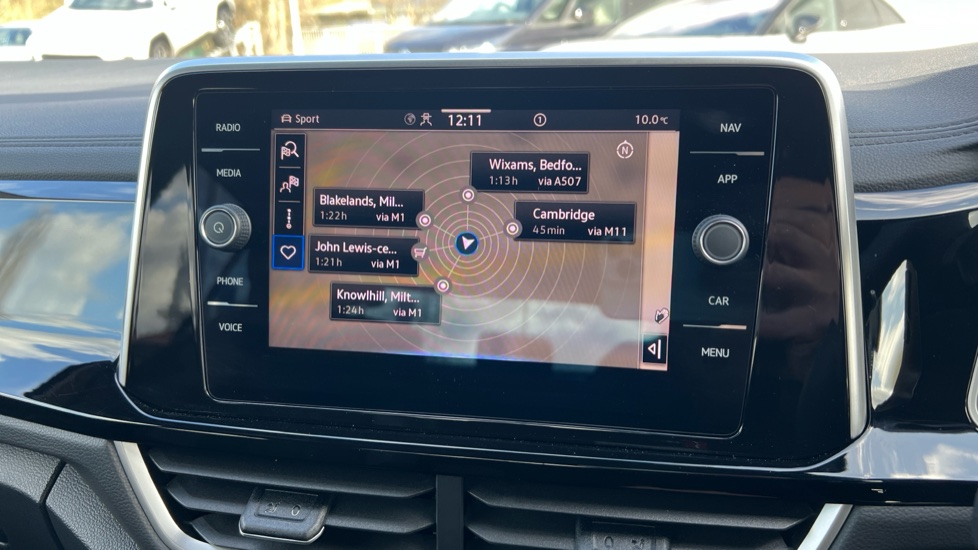 Sport
12:11
1
10.0°C
RADIO
MEDIA
PHONE
VOICE
NAV
APP
CAR
MENU
N
Wixams, Bedfo...
1:13h via A507
Blakelands, Mil...
1:22h via M1
Cambridge
45min via M11
John Lewis-ce...
1:21h via M1
Knowlhill, Milt...
1:24h via M1